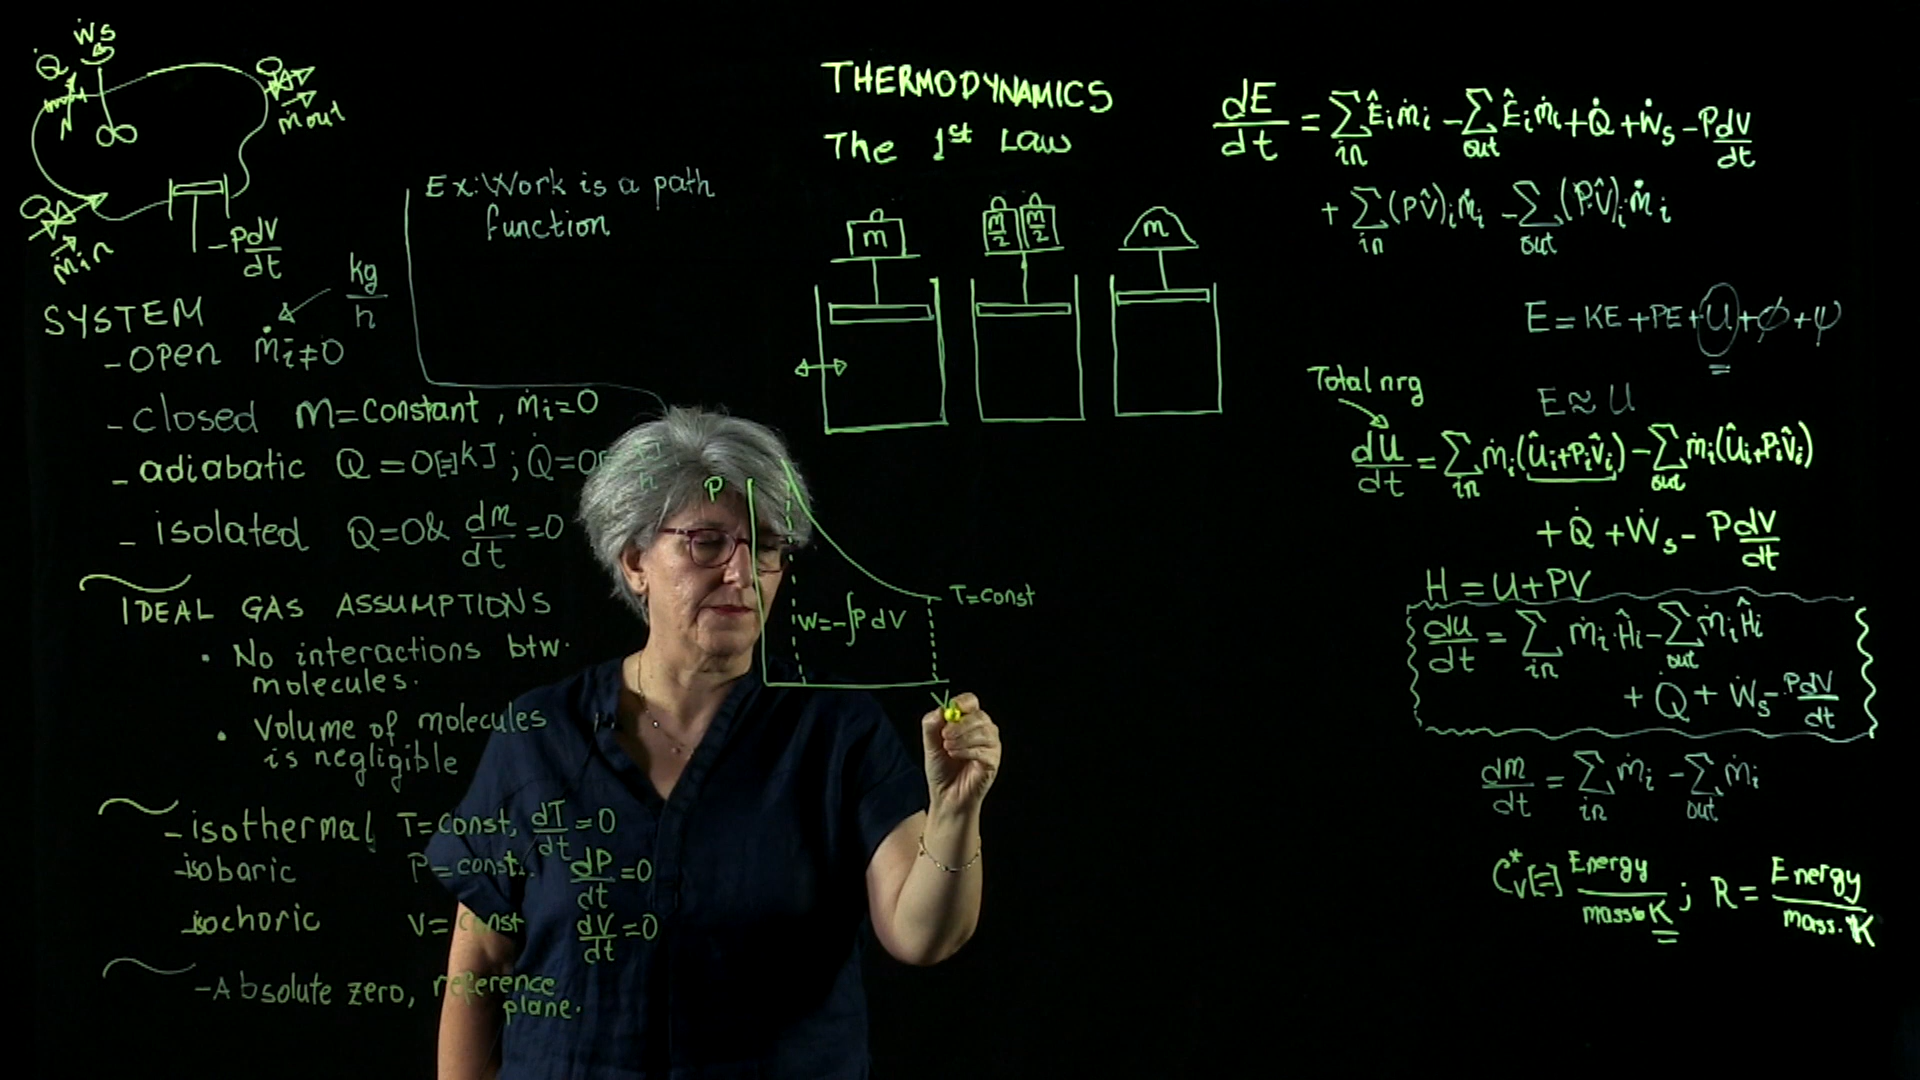 Ẇs
Q̇
ṁout
ṁin
-PdV/dt
SYSTEM
kg/h
-open ṁi≠0
-closed m=constant, ṁi=0
-adiabatic Q=0[=]kJ; Q̇=0
-isolated Q=0& dm/dt=0
IDEAL GAS ASSUMPTIONS
• No interactions btw.
molecules.
• Volume of molecules
is negligible
-isothermal T=const, dT/dt=0
-isobaric P=const. dP/dt=0
-isochoric V=const dV/dt=0
-Absolute zero, reference
plane.
Ex:Work is a path
function
THERMODYNAMICS
The 1st Law
m
m/2 m/2
m
P
T=const
W=-∫PdV
V
dE/dt = Σin Êiṁi - Σout Êiṁi + Q̇ + Ẇs - PdV/dt
+ Σin (PV̂)iṁi - Σout (PV̂)iṁi
E = KE+PE+U+φ+ψ
E≈U
Total nrg
dU/dt = Σin ṁi(Ûi+PiV̂i) - Σout ṁi(Ûi+PiV̂i)
+ Q̇ + Ẇs - PdV/dt
H = U+PV
dU/dt = Σin ṁi·Ĥi - Σout ṁiĤi
+ Q̇ + Ẇs - PdV/dt
dm/dt = Σin ṁi - Σout ṁi
Cv*[=] Energy/mass•K ; R = Energy/mass.K